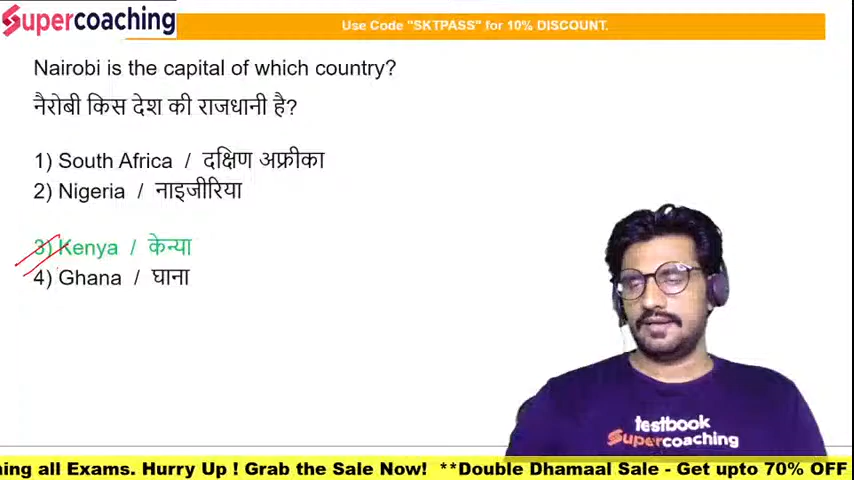 Supercoaching
Use Code "SKTPASS" for 10% DISCOUNT.
Nairobi is the capital of which country?
नैरोबी किस देश की राजधानी है?
1) South Africa / दक्षिण अफ्रीका
2) Nigeria / नाइजीरिया
3) Kenya / केन्या
4) Ghana / घाना
testbook
Supercoaching
ning all Exams. Hurry Up ! Grab the Sale Now! **Double Dhamaal Sale - Get upto 70% OFF